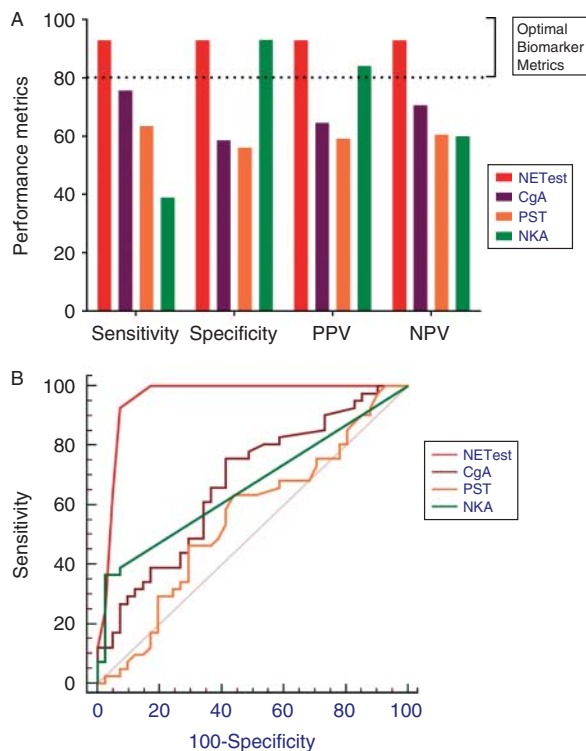 A
Performance metrics
100
80
60
40
20
0
Optimal
Biomarker
Metrics
NETest
CgA
PST
NKA
Sensitivity
Specificity
PPV
NPV
B
Sensitivity
100
80
60
40
20
0
0
20
40
60
80
100
100-Specificity
NETest
CgA
PST
NKA